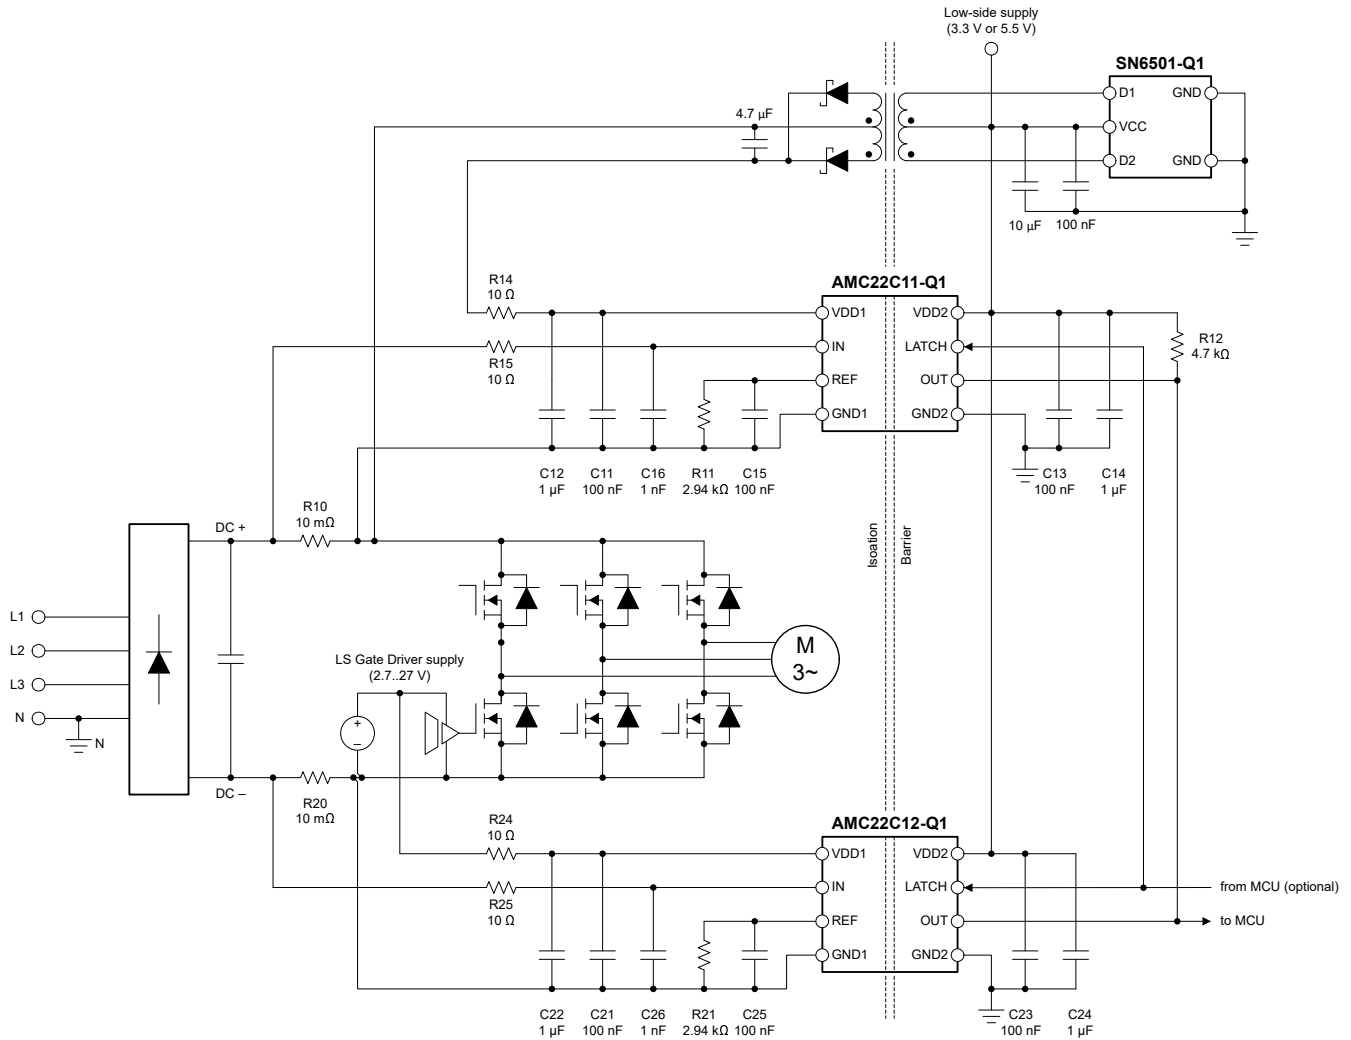 Low-side supply
(3.3 V or 5.5 V)
SN6501-Q1
D1
GND
4.7 µF
VCC
D2
GND
10 µF
100 nF
R14
10 Ω
AMC22C11-Q1
VDD1
VDD2
IN
LATCH
R15
10 Ω
R12
4.7 kΩ
REF
OUT
GND1
GND2
C12
1 µF
C11
100 nF
C16
1 nF
R11
2.94 kΩ
C15
100 nF
C13
100 nF
C14
1 µF
R10
10 mΩ
DC +
Isoation
Barrier
L1
L2
L3
N
N
M
3~
LS Gate Driver supply
(2.7..27 V)
+
–
DC –
R20
10 mΩ
R24
10 Ω
AMC22C12-Q1
VDD1
VDD2
IN
LATCH
from MCU (optional)
R25
10 Ω
REF
OUT
to MCU
GND1
GND2
C22
1 µF
C21
100 nF
C26
1 nF
R21
2.94 kΩ
C25
100 nF
C23
100 nF
C24
1 µF